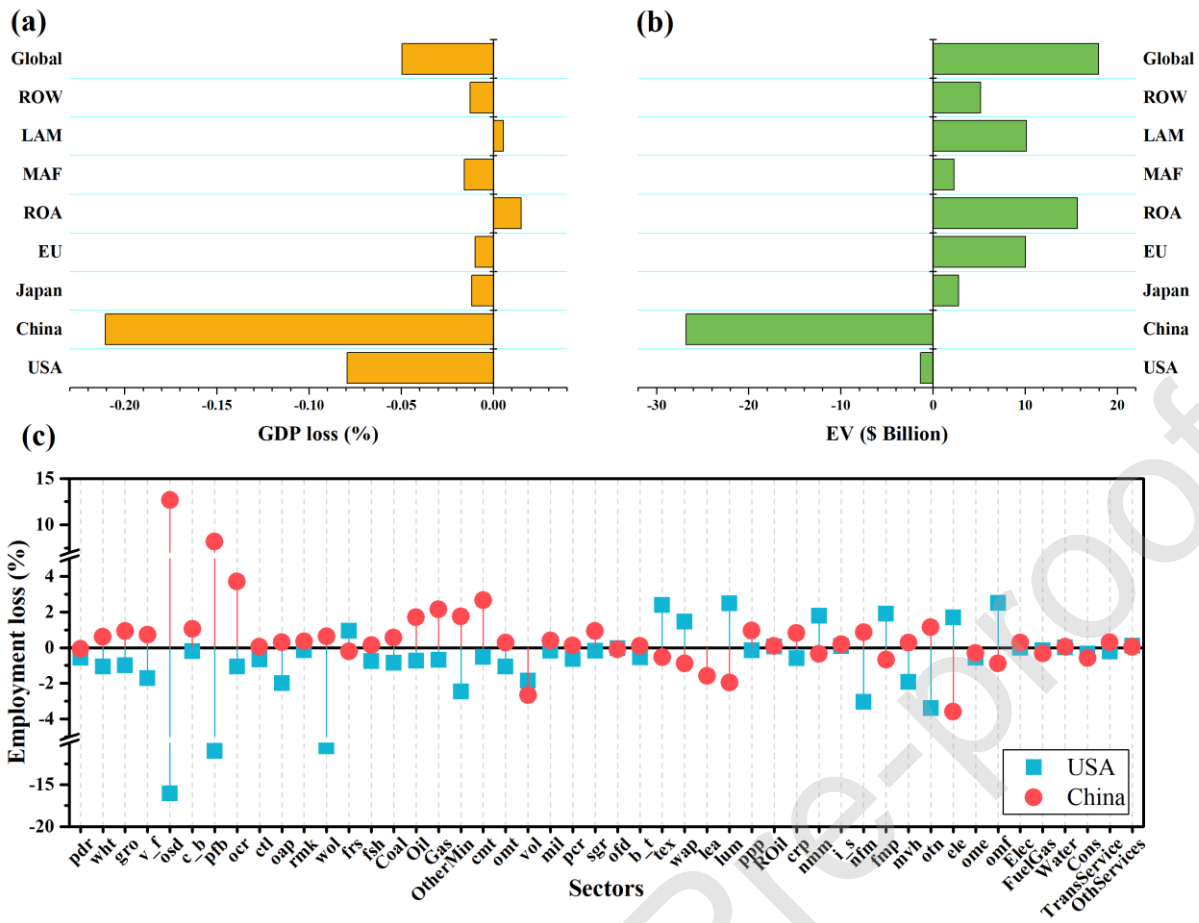 (a)
Global
ROW
LAM
MAF
ROA
EU
Japan
China
USA
-0.20 -0.15 -0.10 -0.05 0.00
GDP loss (%)
(b)
Global
ROW
LAM
MAF
ROA
EU
Japan
China
USA
-30 -20 -10 0 10 20
EV ($ Billion)
(c)
Employment loss (%)
15
10
4
2
0
-2
-4
-15
-20
USA
China
pdr wht gro v_f osd c_b pfb ocr ctl oap rmk wol frs fsh Coal Oil Gas OtherMin cmt omt vol mil pcr sgr ofd b_t tex wap lea lum ppp ROil crp nmm i_s nfm fmp mvh otn ele ome omf Elec FuelGas Water Cons TransService OthServices
Sectors
Pre-proof